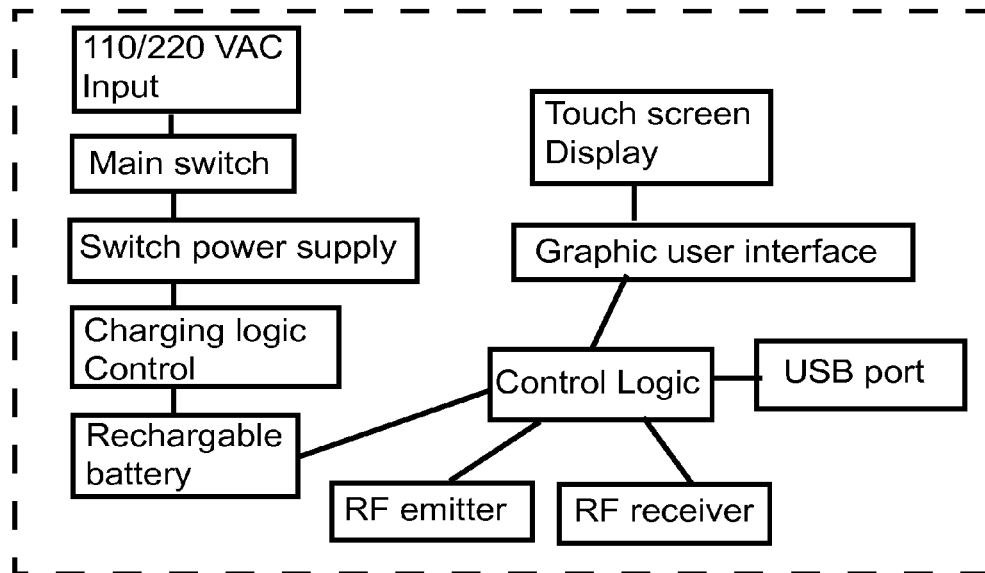 110/220 VAC
Input
Main switch
Switch power supply
Charging logic
Control
Rechargable
battery
Touch screen
Display
Graphic user interface
Control Logic
USB port
RF emitter
RF receiver